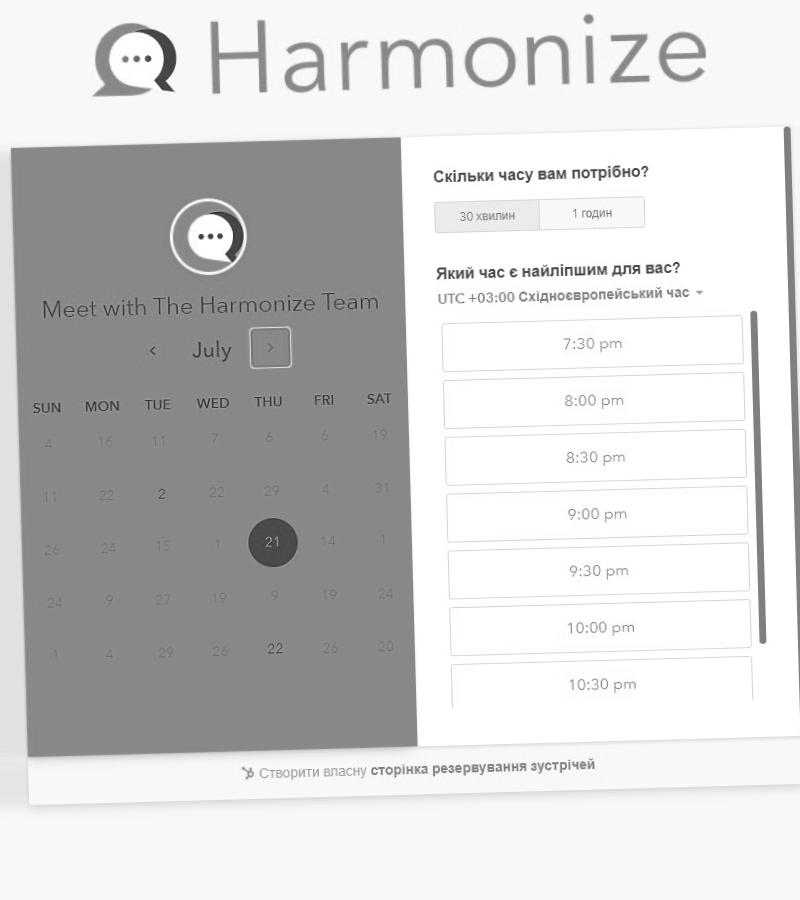 Harmonize
Meet with The Harmonize Team
July
SUN MON TUE WED THU FRI SAT
4 16 11 7 6 6 19
11 22 2 22 29 4 31
26 24 15 1 21 14 1
24 9 27 19 9 19 24
1 4 29 26 22 26 20
Скільки часу вам потрібно?
30 хвилин 1 годин
Який час є найліпшим для вас?
UTC +03:00 Східноєвропейський час
7:30 pm
8:00 pm
8:30 pm
9:00 pm
9:30 pm
10:00 pm
10:30 pm
Створити власну сторінка резервування зустрічей